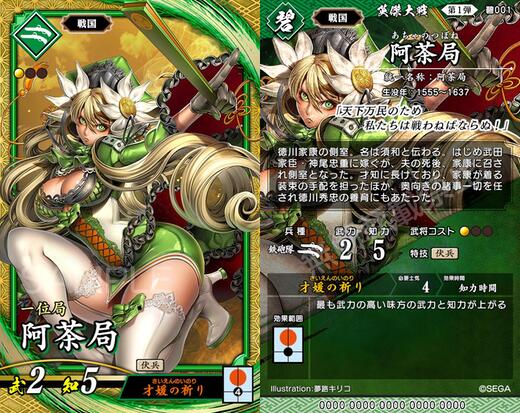 戦国
一位局
阿茶局
伏兵
武2 知5
さいえんのいのり
才媛の祈り
4
碧
戦国
英傑大戦
第1弾
碧001
あちゃのつぼね
阿茶局
統一名称:阿茶局
生没年:1555~1637
「天下万民のため
私たちは戦わねばならぬ!」
徳川家康の側室。名は須和と伝わる。はじめ武田
家臣・神尾忠重に嫁ぐが、夫の死後、家康に召さ
れ側室となった。才知に長けており、家康が着る
装束の手配を担ったほか、奥向きの諸事一切を任
され徳川秀忠の養育にもあたった。
兵種 武力 知力 武将コスト
鉄砲隊 2 5
特技 伏兵
さいえんのいのり 必要士気 効果時間
才媛の祈り 4 知力時間
最も武力の高い味方の武力と知力が上がる
効果範囲
Illustration:夢路キリコ
©SEGA
0000-0000-0000-0000-0000